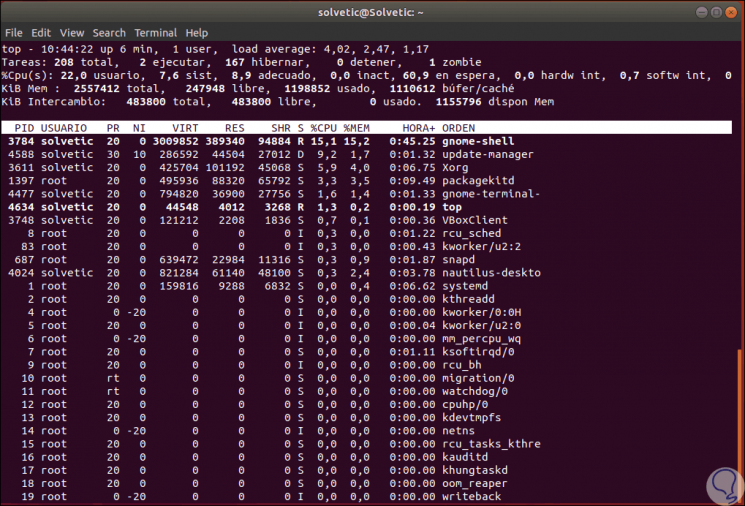 solvetic@Solvetic: ~
File Edit View Search Terminal Help
top - 10:44:22 up 6 min, 1 user, load average: 4,02, 2,47, 1,17
Tareas: 208 total, 2 ejecutar, 167 hibernar, 0 detener, 1 zombie
%Cpu(s): 22,0 usuario, 7,6 sist, 8,9 adecuado, 0,0 inact, 60,9 en espera, 0,0 hardw int, 0,7 softw int, 0
KiB Mem : 2557412 total, 247948 libre, 1198852 usado, 1110612 búfer/caché
KiB Intercambio: 483800 total, 483800 libre, 0 usado. 1155796 dispon Mem
PID USUARIO PR NI VIRT RES SHR S %CPU %MEM HORA+ ORDEN
3784 solvetic 20 0 3009852 389340 94884 R 15,1 15,2 0:45.25 gnome-shell
4588 solvetic 30 10 286592 44504 27012 D 9,2 1,7 0:01.32 update-manager
3611 solvetic 20 0 425704 101192 45068 S 5,9 4,0 0:06.75 Xorg
1397 root 20 0 495936 88320 65792 S 3,3 3,5 0:09.49 packagekitd
4477 solvetic 20 0 794820 36900 27756 S 1,6 1,4 0:01.33 gnome-terminal-
4634 solvetic 20 0 44548 4012 3268 R 1,3 0,2 0:00.19 top
3748 solvetic 20 0 121212 2208 1836 S 0,7 0,1 0:00.36 VBoxClient
8 root 20 0 0 0 0 I 0,3 0,0 0:01.22 rcu_sched
83 root 20 0 0 0 0 I 0,3 0,0 0:00.43 kworker/u2:2
687 root 20 0 639472 22984 11316 S 0,3 0,9 0:01.87 snapd
4024 solvetic 20 0 821284 61140 48100 S 0,3 2,4 0:03.78 nautilus-deskto
1 root 20 0 159816 9288 6832 S 0,0 0,4 0:06.62 systemd
2 root 20 0 0 0 0 S 0,0 0,0 0:00.00 kthreadd
4 root 0 -20 0 0 0 I 0,0 0,0 0:00.00 kworker/0:0H
5 root 20 0 0 0 0 I 0,0 0,0 0:00.04 kworker/u2:0
6 root 0 -20 0 0 0 I 0,0 0,0 0:00.00 mm_percpu_wq
7 root 20 0 0 0 0 S 0,0 0,0 0:01.11 ksoftirqd/0
9 root 20 0 0 0 0 I 0,0 0,0 0:00.00 rcu_bh
10 root rt 0 0 0 0 S 0,0 0,0 0:00.00 migration/0
11 root rt 0 0 0 0 S 0,0 0,0 0:00.00 watchdog/0
12 root 20 0 0 0 0 S 0,0 0,0 0:00.00 cpuhp/0
13 root 20 0 0 0 0 S 0,0 0,0 0:00.00 kdevtmpfs
14 root 0 -20 0 0 0 I 0,0 0,0 0:00.00 netns
15 root 20 0 0 0 0 S 0,0 0,0 0:00.00 rcu_tasks_kthre
16 root 20 0 0 0 0 S 0,0 0,0 0:00.00 kauditd
17 root 20 0 0 0 0 S 0,0 0,0 0:00.00 khungtaskd
18 root 20 0 0 0 0 S 0,0 0,0 0:00.00 oom_reaper
19 root 0 -20 0 0 0 I 0,0 0,0 0:00.00 writeback